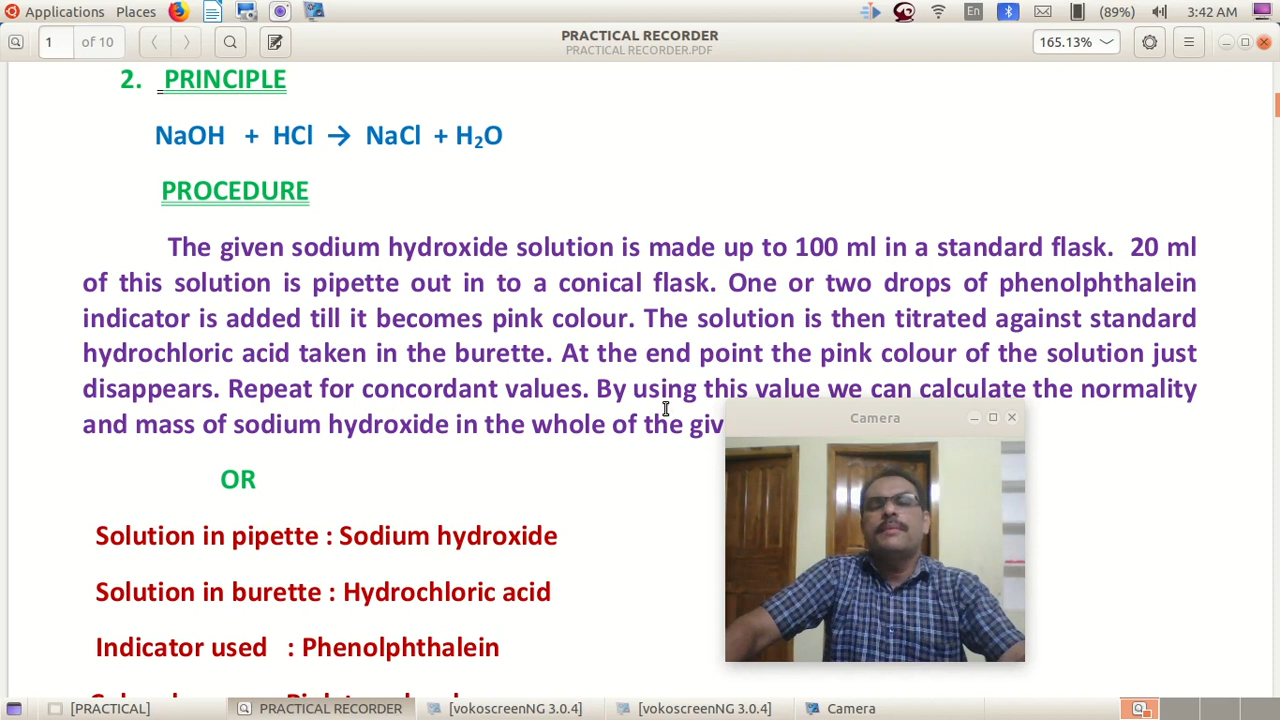 Applications Places En (89%) 3:42 AM
1 of 10 PRACTICAL RECORDER 165.13%
PRACTICAL RECORDER.PDF
2. PRINCIPLE
NaOH + HCl → NaCl + H₂O
PROCEDURE
The given sodium hydroxide solution is made up to 100 ml in a standard flask. 20 ml
of this solution is pipette out in to a conical flask. One or two drops of phenolphthalein
indicator is added till it becomes pink colour. The solution is then titrated against standard
hydrochloric acid taken in the burette. At the end point the pink colour of the solution just
disappears. Repeat for concordant values. By using this value we can calculate the normality
and mass of sodium hydroxide in the whole of the giv
Camera
OR
Solution in pipette : Sodium hydroxide
Solution in burette : Hydrochloric acid
Indicator used : Phenolphthalein
[PRACTICAL] PRACTICAL RECORDER [vokoscreenNG 3.0.4] [vokoscreenNG 3.0.4] Camera